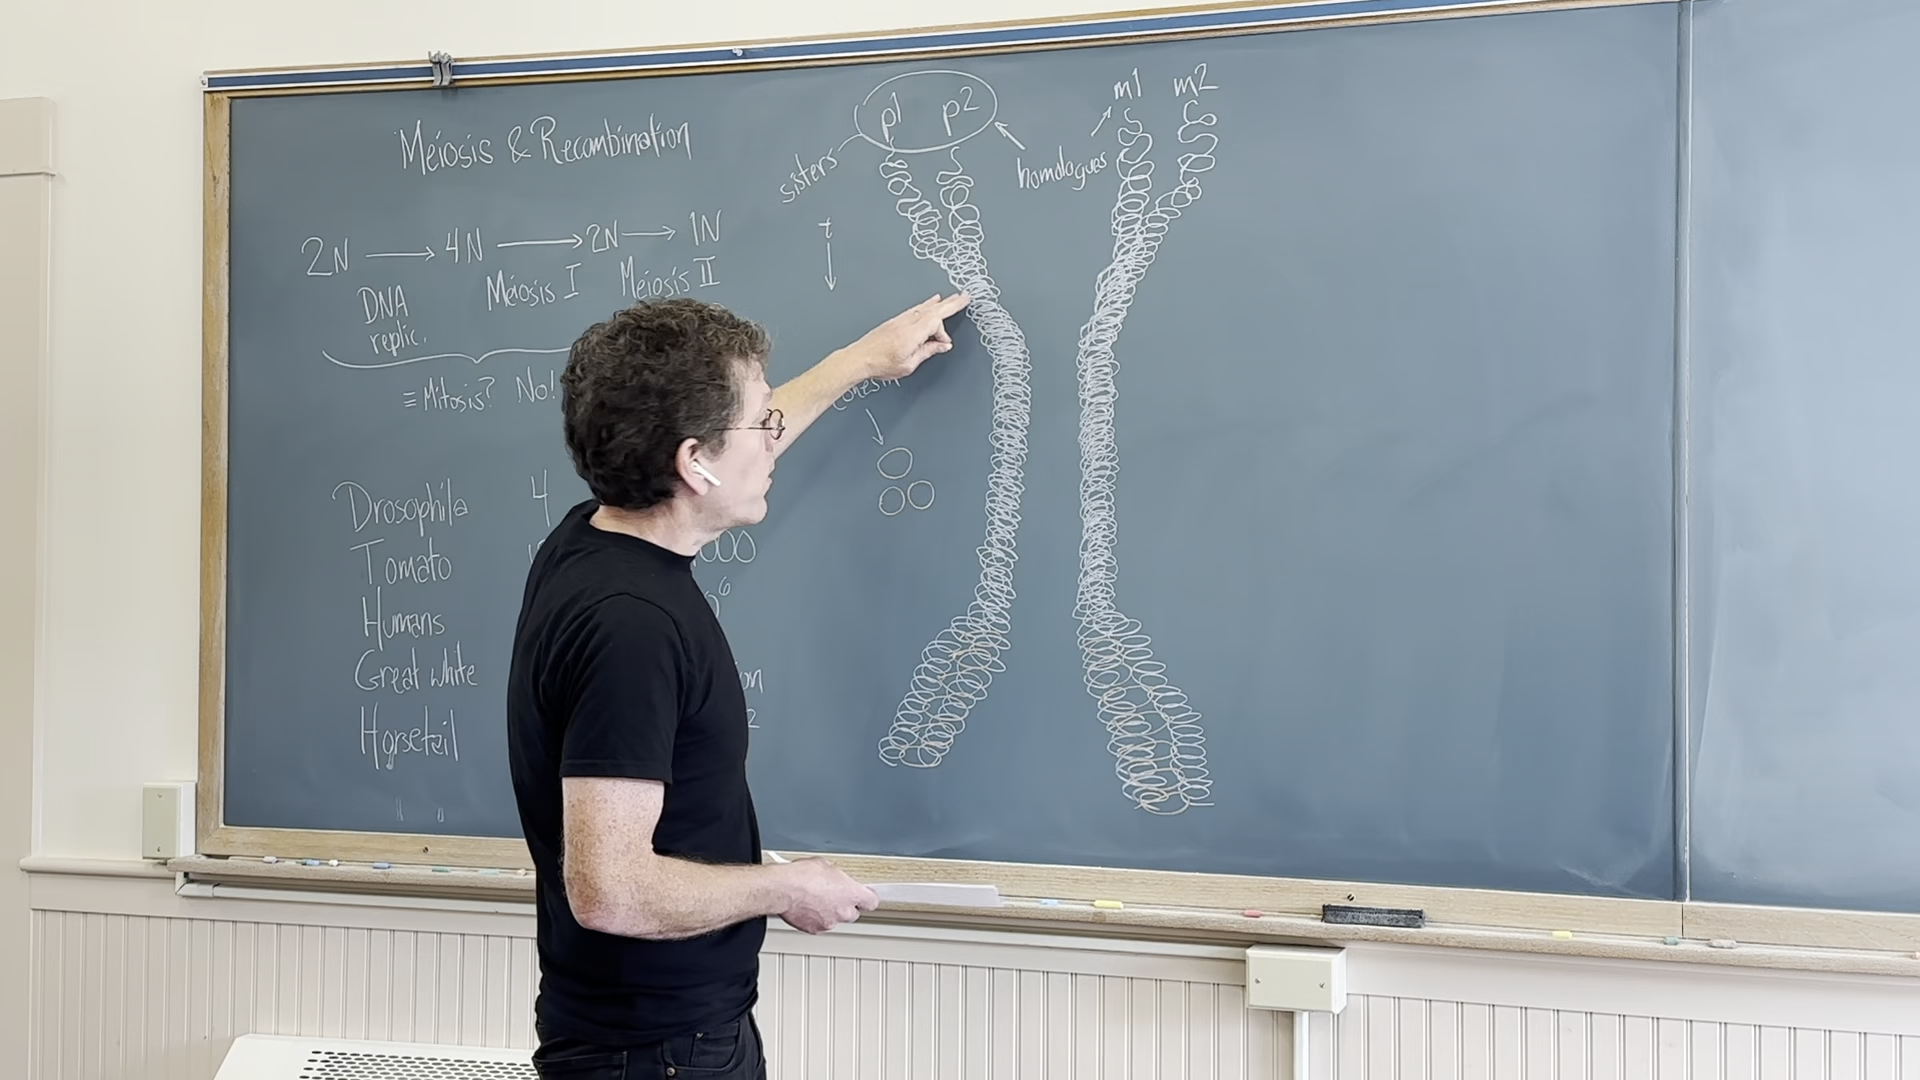 Meiosis & Recombination
2N → 4N → 2N → 1N
DNA replic.
Meiosis I
Meiosis II
≡ Mitosis? No!
Drosophila 4
Tomato
Humans
Great white
Horsetail
p1 p2
m1 m2
sisters
homologues
t